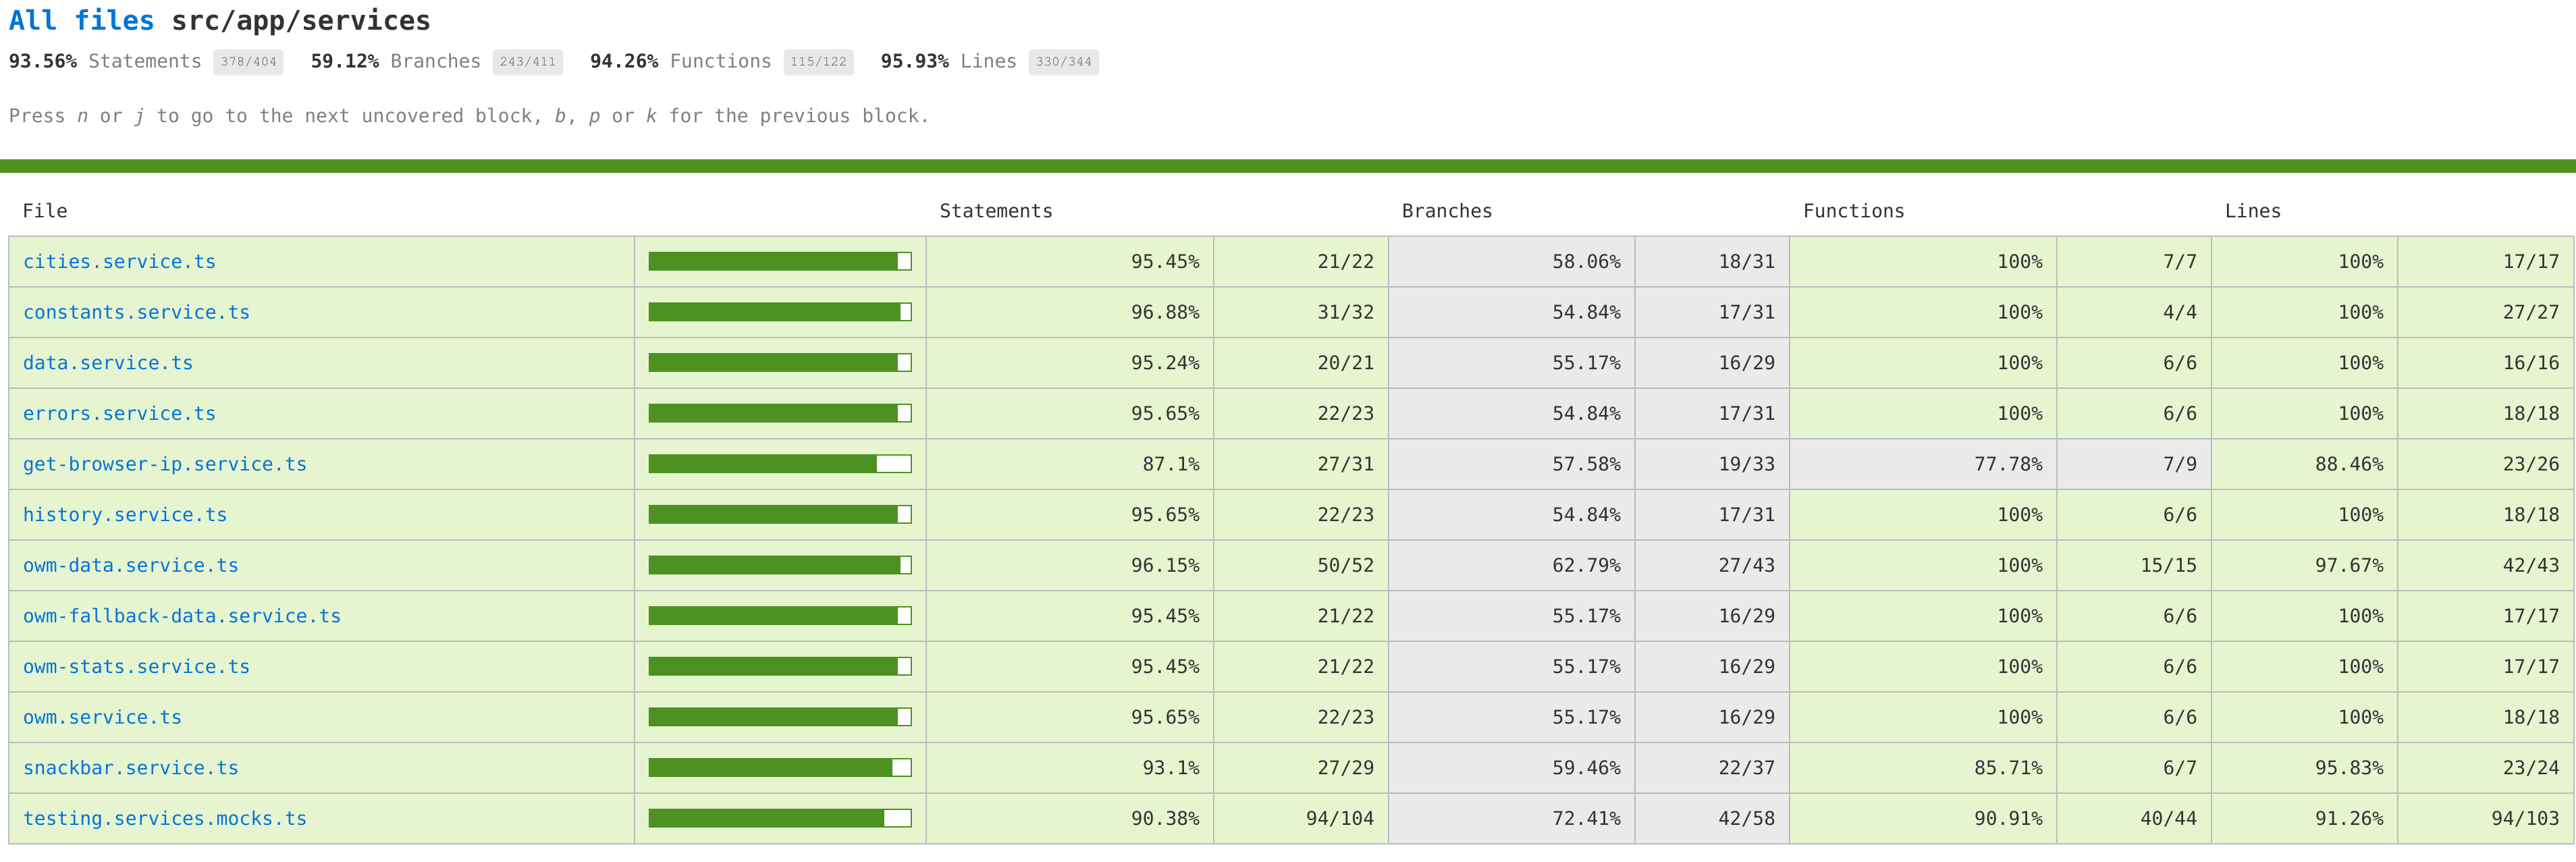 All files src/app/services
93.56% Statements 378/404 59.12% Branches 243/411 94.26% Functions 115/122 95.93% Lines 330/344
Press n or j to go to the next uncovered block, b, p or k for the previous block.
File Statements Branches Functions Lines
cities.service.ts 95.45% 21/22 58.06% 18/31 100% 7/7 100% 17/17
constants.service.ts 96.88% 31/32 54.84% 17/31 100% 4/4 100% 27/27
data.service.ts 95.24% 20/21 55.17% 16/29 100% 6/6 100% 16/16
errors.service.ts 95.65% 22/23 54.84% 17/31 100% 6/6 100% 18/18
get-browser-ip.service.ts 87.1% 27/31 57.58% 19/33 77.78% 7/9 88.46% 23/26
history.service.ts 95.65% 22/23 54.84% 17/31 100% 6/6 100% 18/18
owm-data.service.ts 96.15% 50/52 62.79% 27/43 100% 15/15 97.67% 42/43
owm-fallback-data.service.ts 95.45% 21/22 55.17% 16/29 100% 6/6 100% 17/17
owm-stats.service.ts 95.45% 21/22 55.17% 16/29 100% 6/6 100% 17/17
owm.service.ts 95.65% 22/23 55.17% 16/29 100% 6/6 100% 18/18
snackbar.service.ts 93.1% 27/29 59.46% 22/37 85.71% 6/7 95.83% 23/24
testing.services.mocks.ts 90.38% 94/104 72.41% 42/58 90.91% 40/44 91.26% 94/103